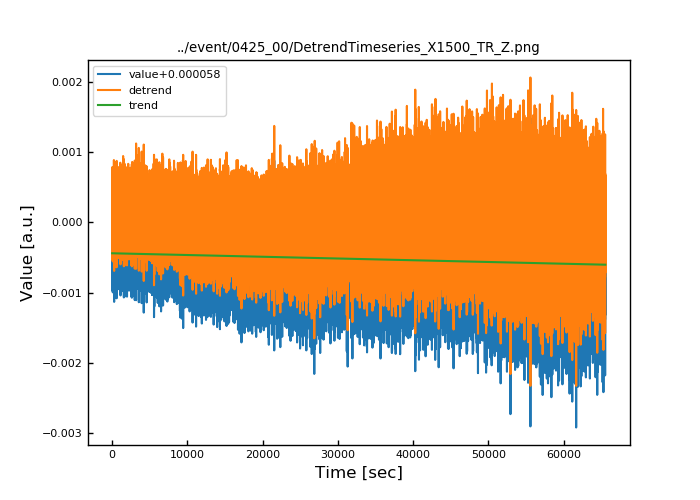 ../event/0425_00/DetrendTimeseries_X1500_TR_Z.png
value+0.000058
detrend
trend
0.002
0.001
0.000
−0.001
−0.002
−0.003
Value [a.u.]
0
10000
20000
30000
40000
50000
60000
Time [sec]